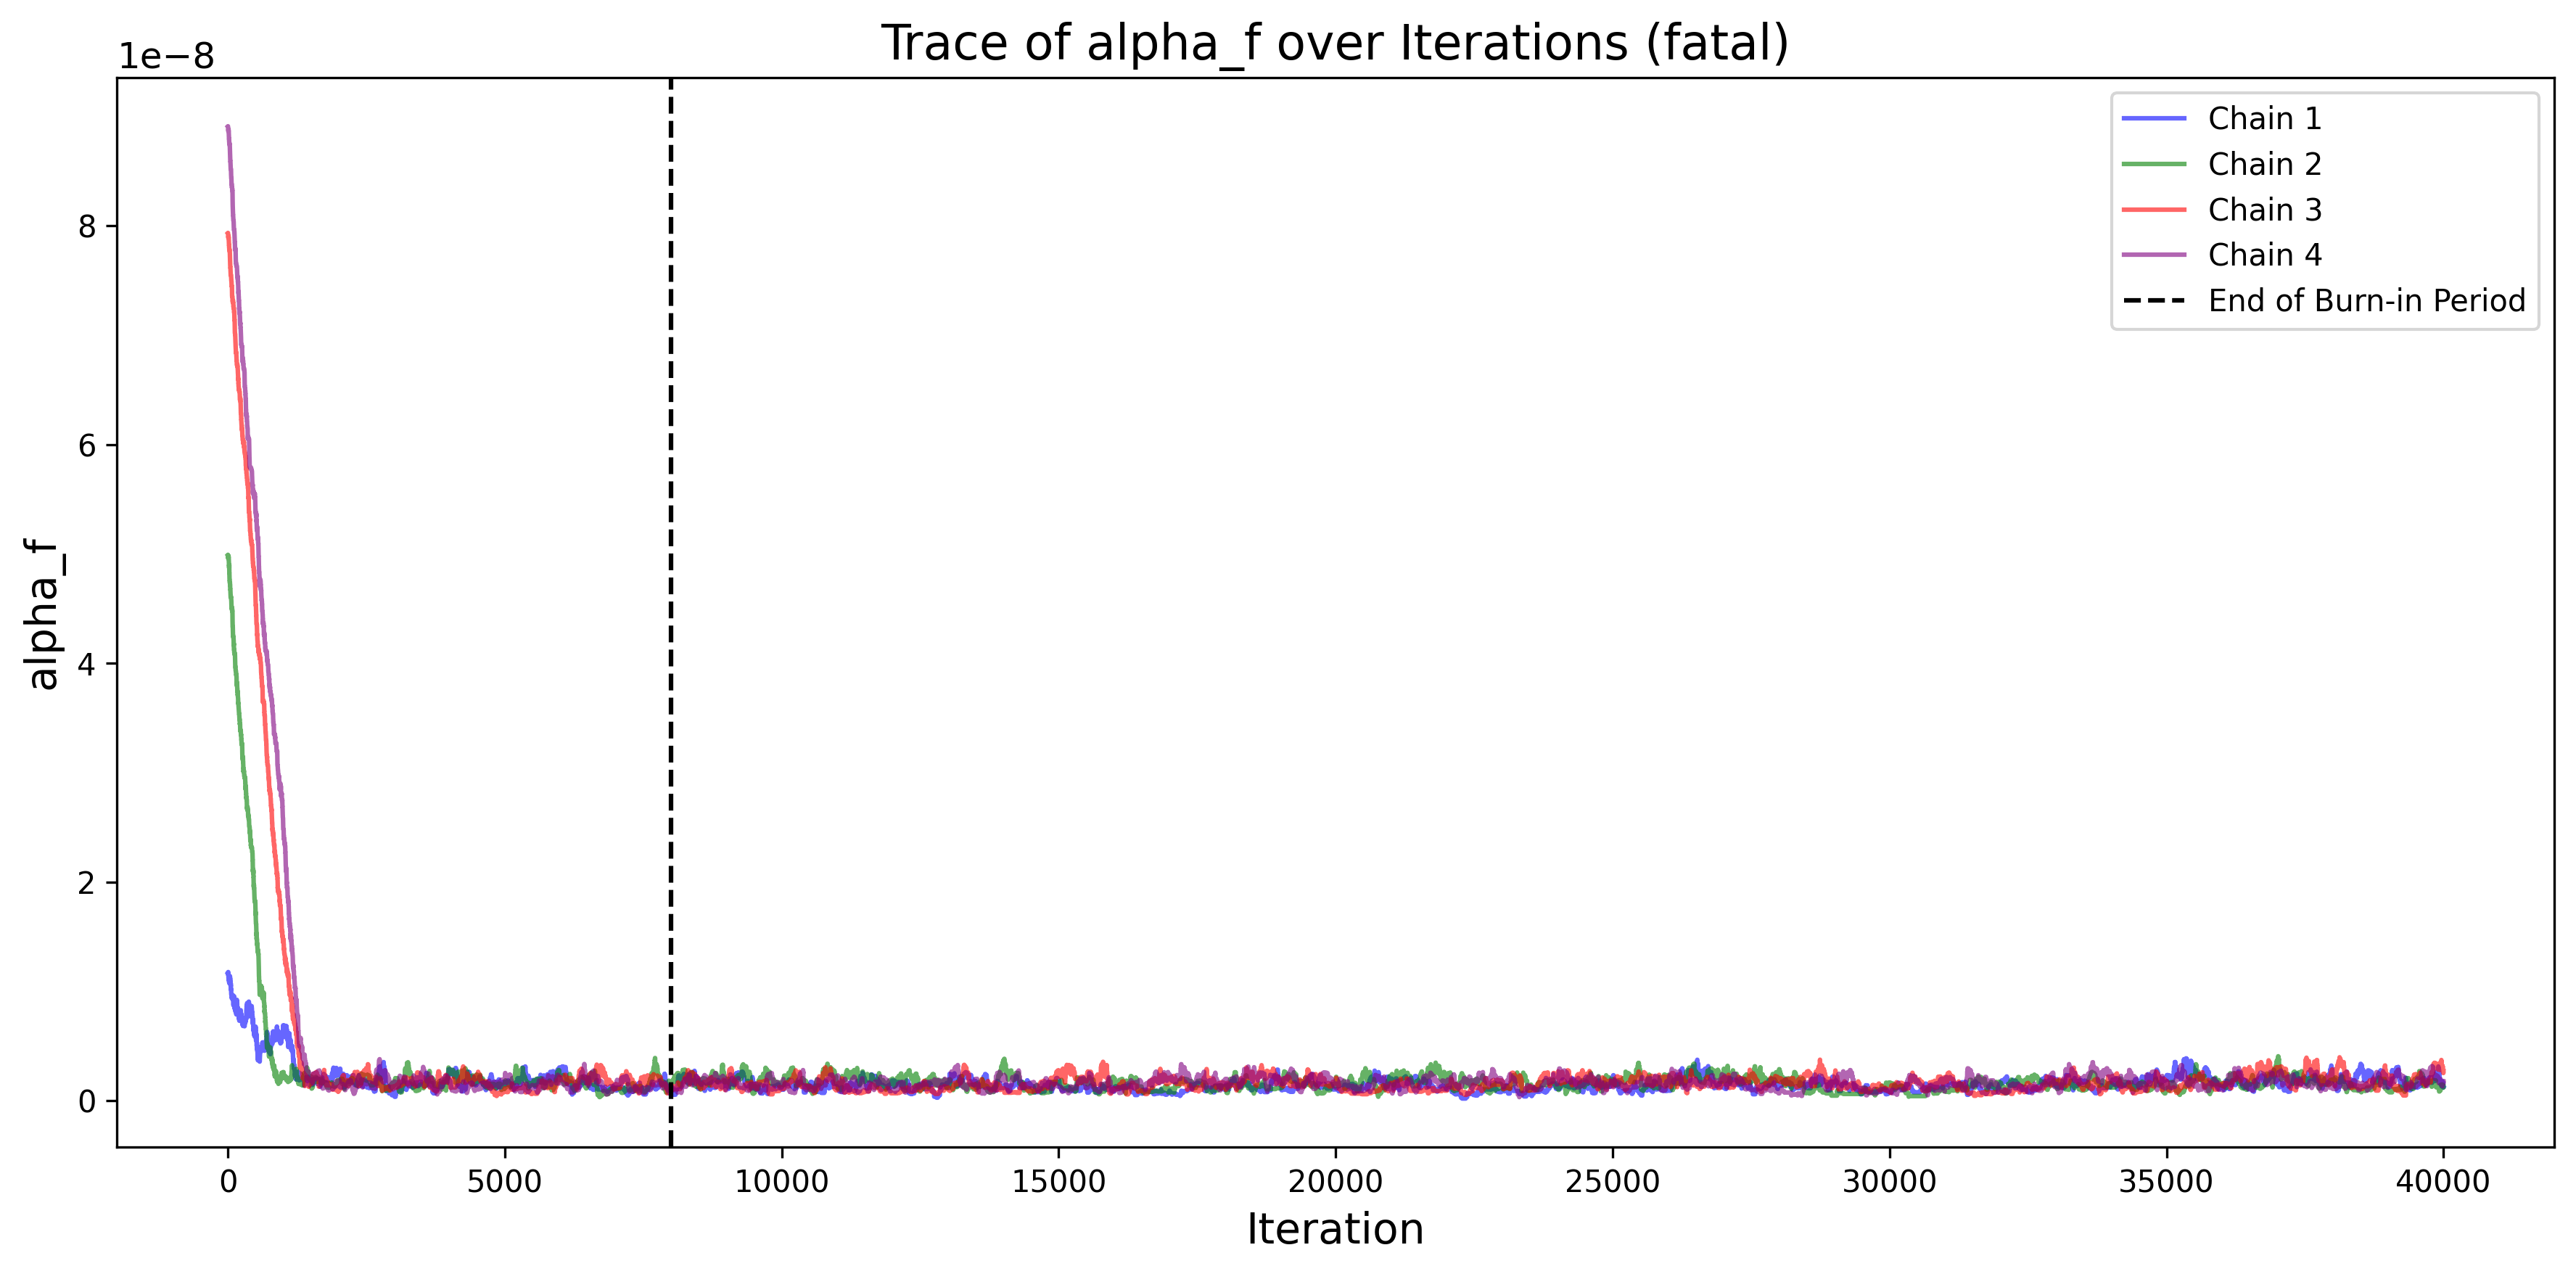 Trace of alpha_f over Iterations (fatal)
1e−8
Chain 1
Chain 2
Chain 3
Chain 4
End of Burn-in Period
alpha_f
8
6
4
2
0
0 5000 10000 15000 20000 25000 30000 35000 40000
Iteration